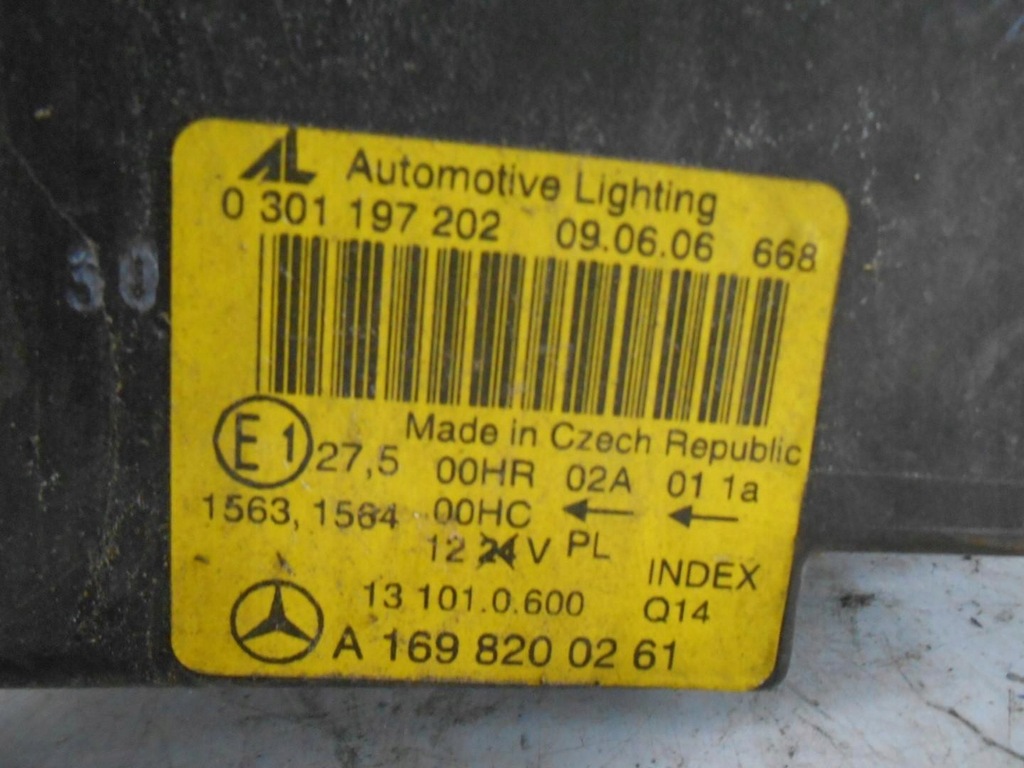 AL Automotive Lighting
0 301 197 202 09.06.06 668
30
Made in Czech Republic
E1 27,5 00HR 02A 01 1a
1563, 1564 00HC ← ←
12 24 V PL
INDEX
13 101.0.600 Q14
A 169 820 02 61